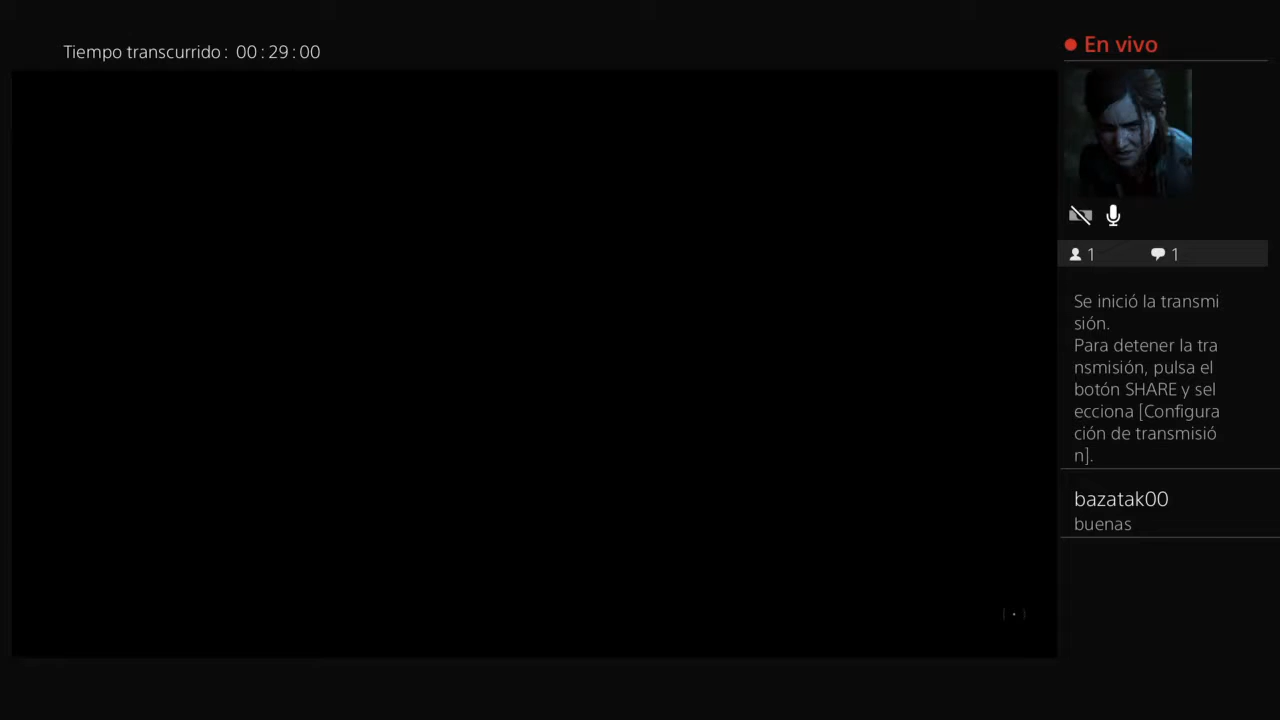 Tiempo transcurrido: 00:29:00
En vivo
1 1
Se inició la transmi
sión.
Para detener la tra
nsmisión, pulsa el
botón SHARE y sel
ecciona [Configura
ción de transmisió
n].
bazatak00
buenas